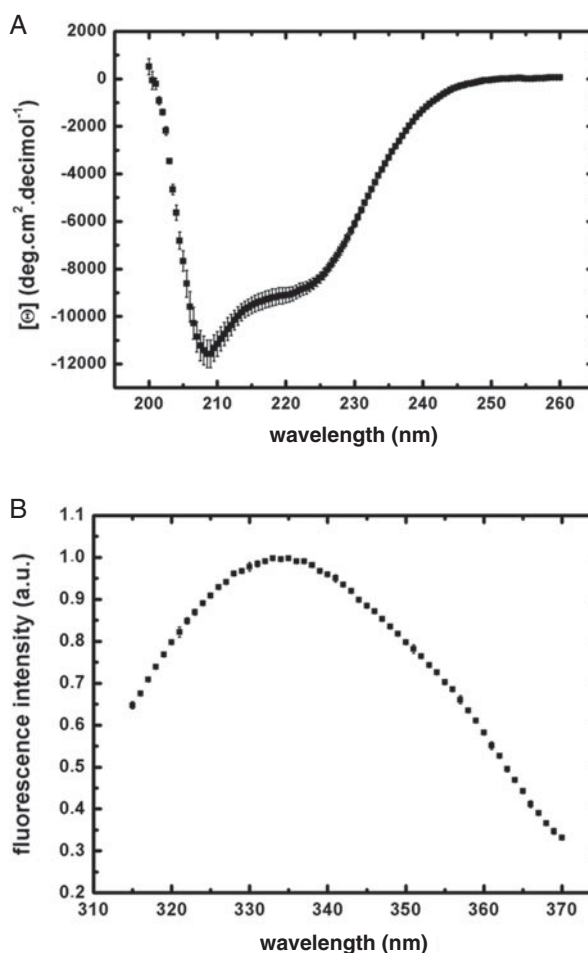 A
2000
0
-2000
-4000
-6000
-8000
-10000
-12000
[Θ] (deg.cm².decimol⁻¹)
200 210 220 230 240 250 260
wavelength (nm)
B
1.1
1.0
0.9
0.8
0.7
0.6
0.5
0.4
0.3
0.2
fluorescence intensity (a.u.)
310 320 330 340 350 360 370
wavelength (nm)